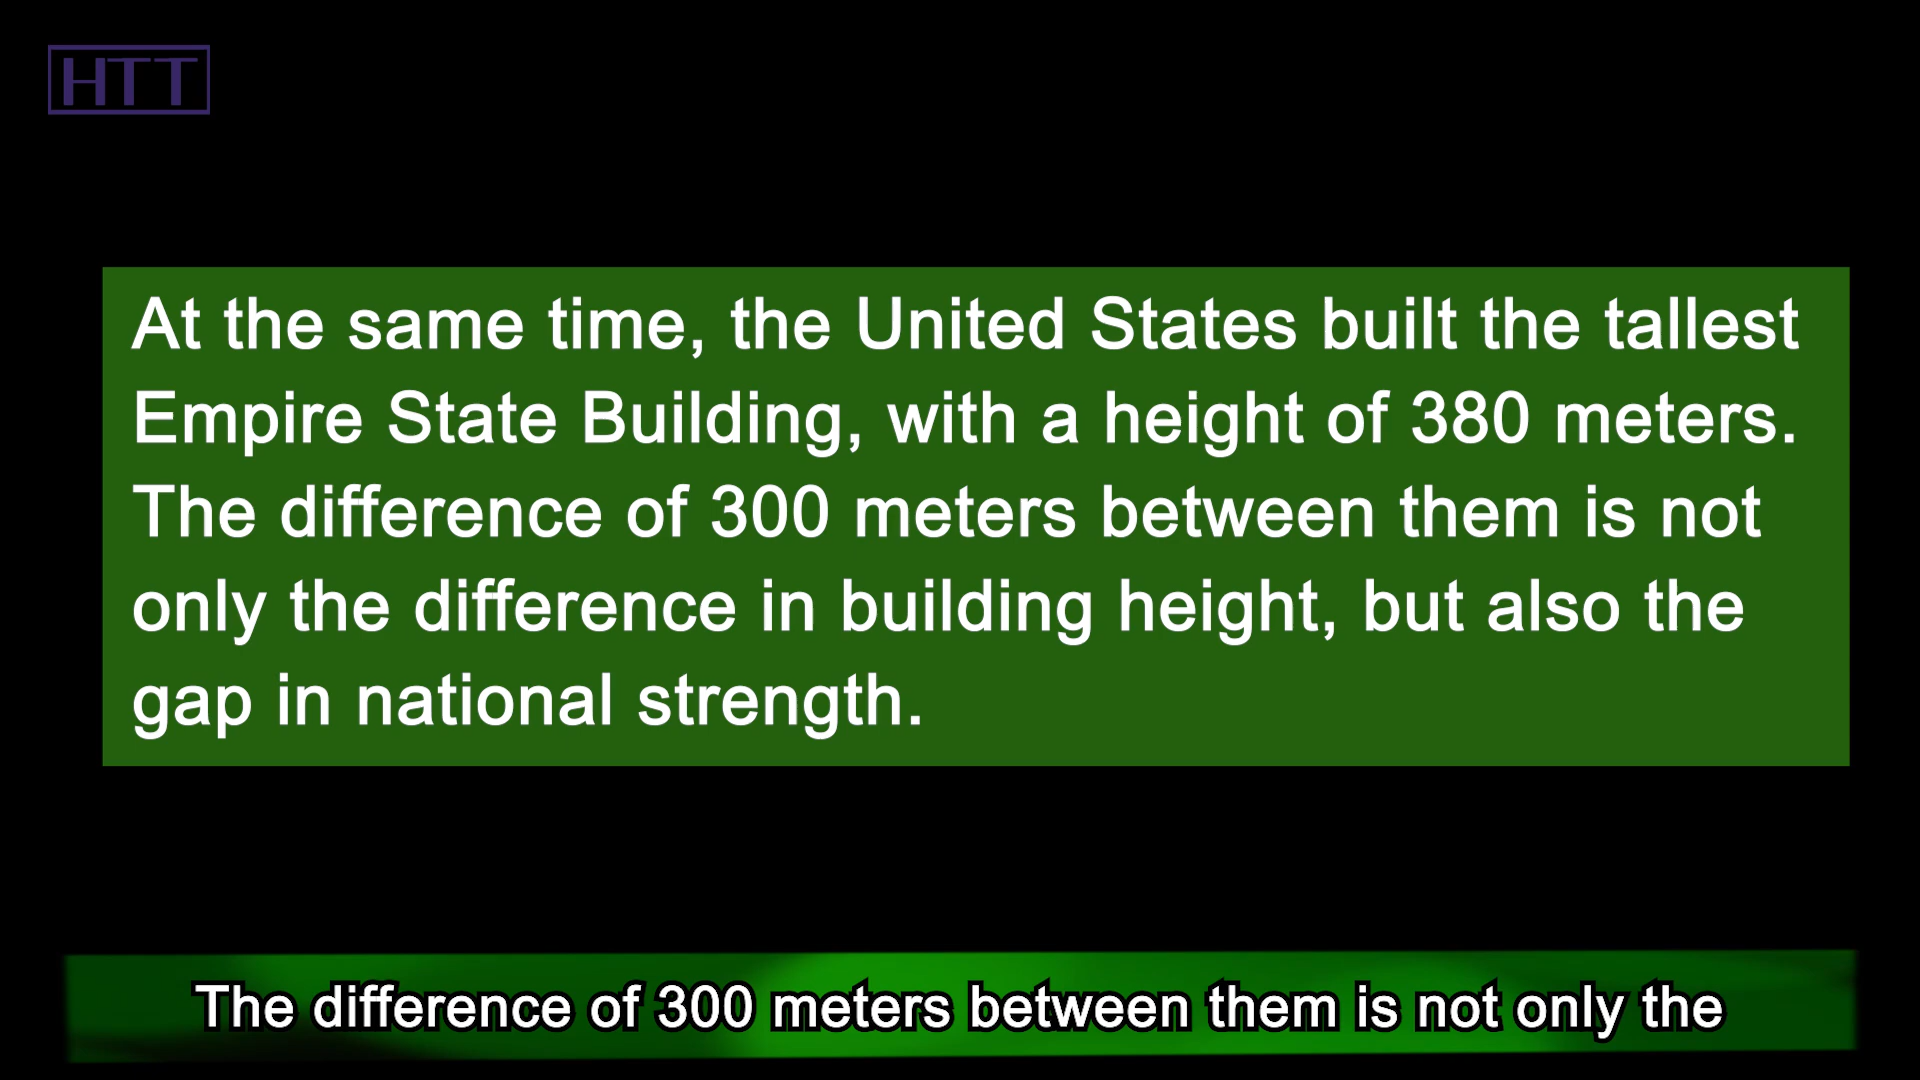 HTT
At the same time, the United States built the tallest
Empire State Building, with a height of 380 meters.
The difference of 300 meters between them is not
only the difference in building height, but also the
gap in national strength.
The difference of 300 meters between them is not only the